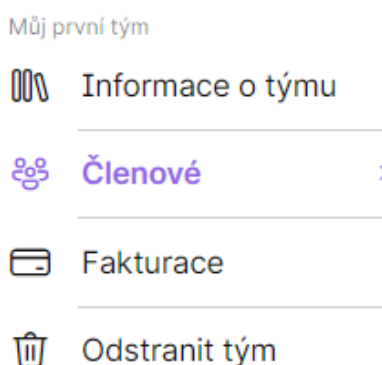 Můj první tým
Informace o týmu
Členové
Fakturace
Odstranit tým